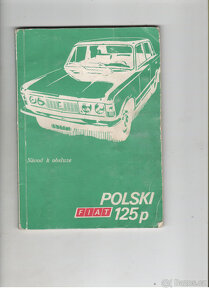 Návod k obsluze
POLSKI
FIAT 125p